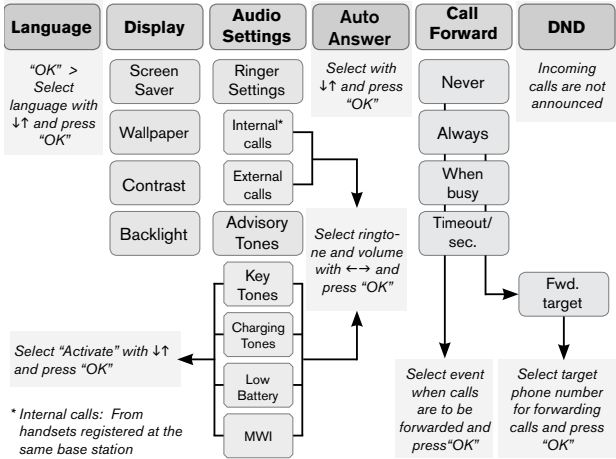 Language
Display
Audio
Settings
Auto
Answer
Call
Forward
DND
“OK” >
Select
language with
↓↑ and press
“OK”
Screen
Saver
Wallpaper
Contrast
Backlight
Ringer
Settings
Internal*
calls
External
calls
Advisory
Tones
Key
Tones
Charging
Tones
Low
Battery
MWI
Select with
↓↑ and press
“OK”
Select ringto-
ne and volume
with ←→ and
press “OK”
Never
Always
When
busy
Timeout/
sec.
Incoming
calls are not
announced
Fwd.
target
Select “Activate” with ↓↑
and press “OK”
* Internal calls: From
handsets registered at the
same base station
Select event
when calls
are to be
forwarded and
press“OK”
Select target
phone number
for forwarding
calls and press
“OK”